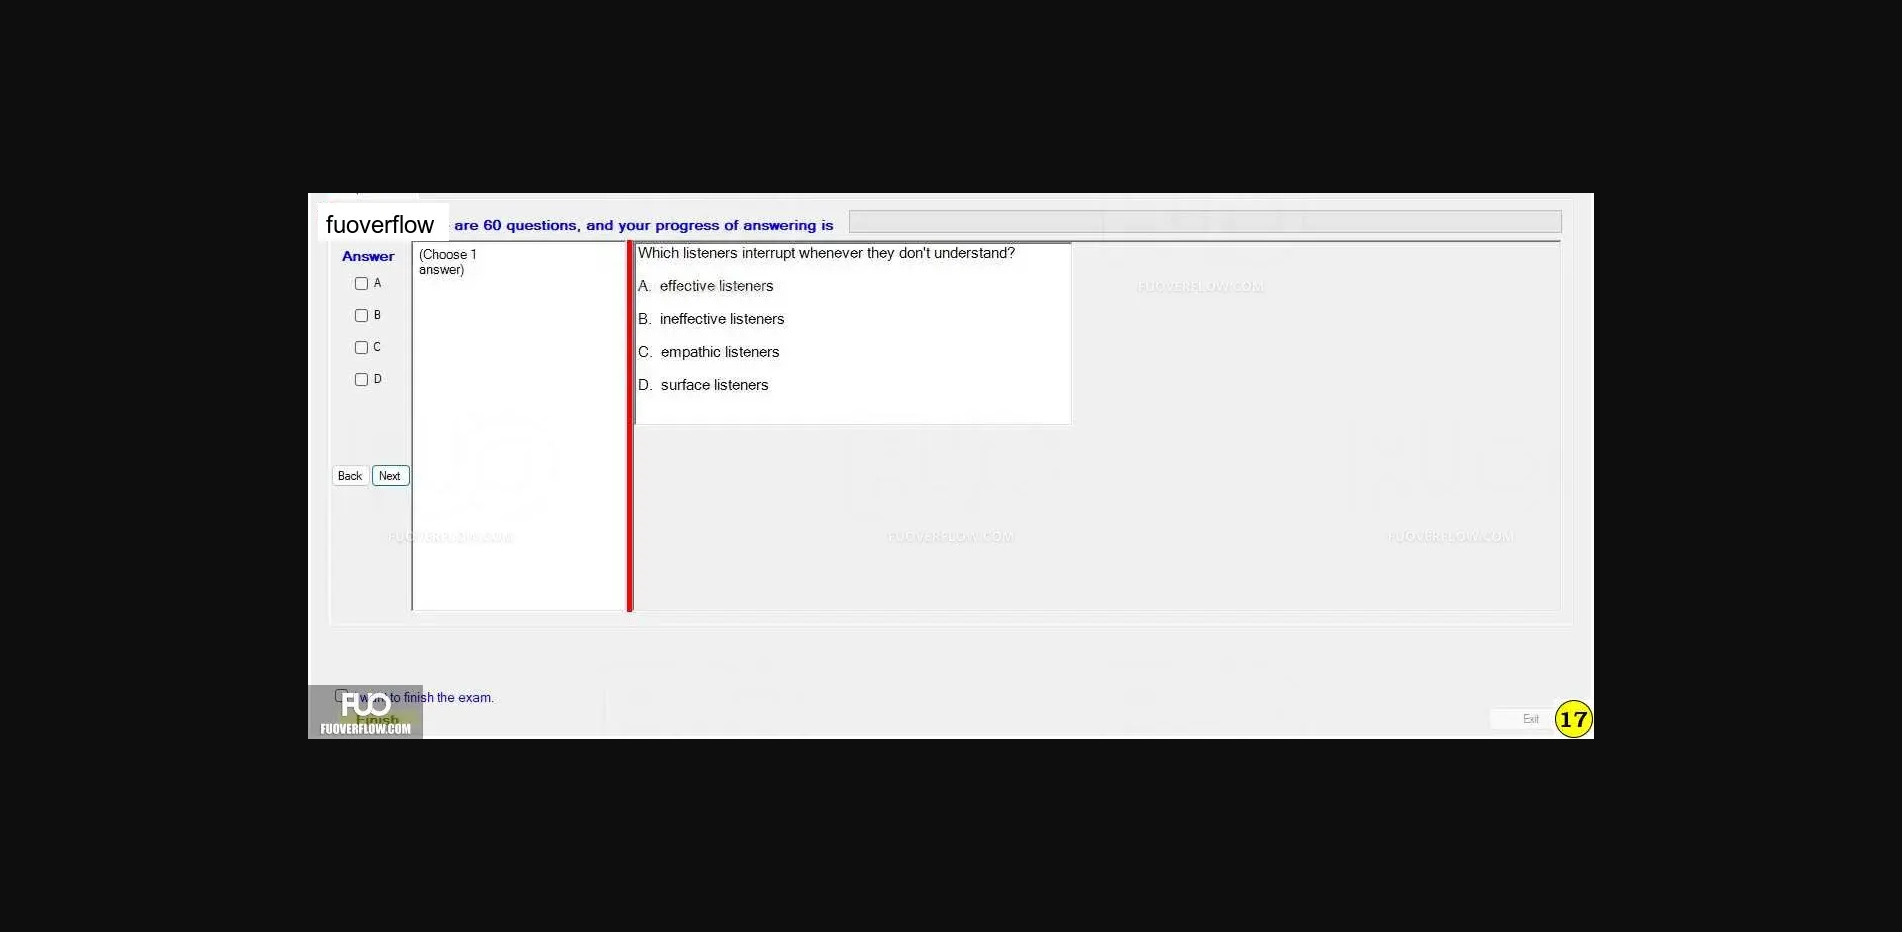 fuoverflow are 60 questions, and your progress of answering is
Answer
(Choose 1
answer)
A
B
C
D
Back Next
Which listeners interrupt whenever they don't understand?
A. effective listeners
B. ineffective listeners
C. empathic listeners
D. surface listeners
FUOVERFLOW.COM
FUOVERFLOW.COM FUOVERFLOW.COM FUOVERFLOW.COM
I want to finish the exam.
FUO
Finish
FUOVERFLOW.COM
Exit 17